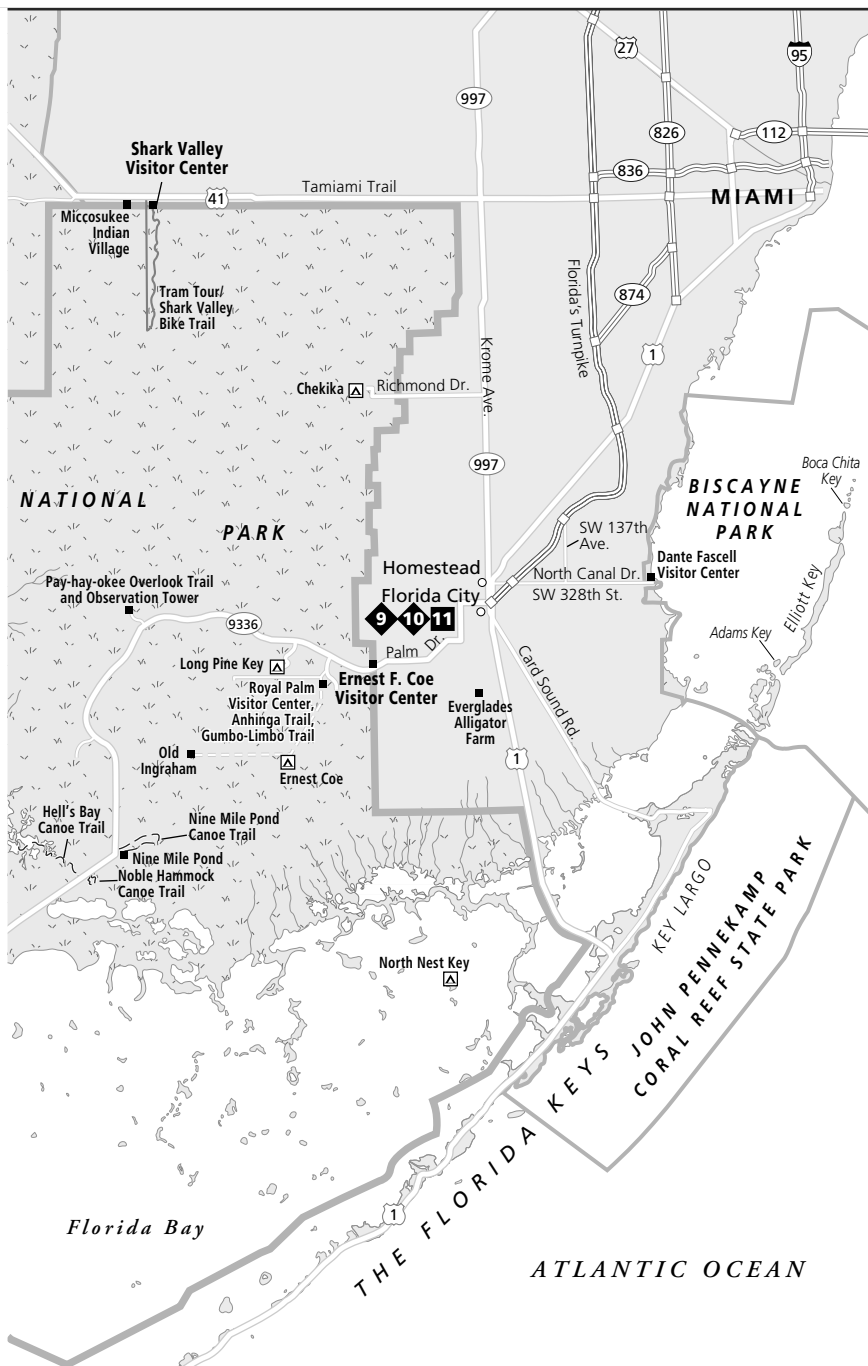 27
95
997
826
112
Shark Valley
Visitor Center
836
41
Tamiami Trail
MIAMI
Miccosukee
Indian
Village
Tram Tour/
Shark Valley
Bike Trail
Florida's Turnpike
874
1
Krome Ave.
Chekika
Richmond Dr.
997
Boca Chita
Key
NATIONAL
PARK
BISCAYNE
NATIONAL
PARK
SW 137th
Ave.
Dante Fascell
Visitor Center
Homestead
North Canal Dr.
Florida City
SW 328th St.
Elliott Key
Pay-hay-okee Overlook Trail
and Observation Tower
9336
9
10
11
Adams Key
Palm Dr.
Long Pine Key
Ernest F. Coe
Visitor Center
Royal Palm
Visitor Center,
Anhinga Trail,
Gumbo-Limbo Trail
Card Sound Rd.
Everglades
Alligator
Farm
Old
Ingraham
Ernest Coe
1
Hell's Bay
Canoe Trail
Nine Mile Pond
Canoe Trail
Nine Mile Pond
Noble Hammock
Canoe Trail
KEY LARGO
JOHN PENNEKAMP
CORAL REEF STATE PARK
North Nest Key
THE FLORIDA KEYS
1
Florida Bay
ATLANTIC OCEAN